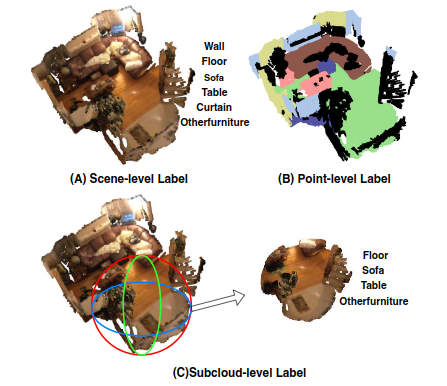 Wall
Floor
Sofa
Table
Curtain
Otherfurniture
(A) Scene-level Label
(B) Point-level Label
Floor
Sofa
Table
Otherfurniture
(C)Subcloud-level Label